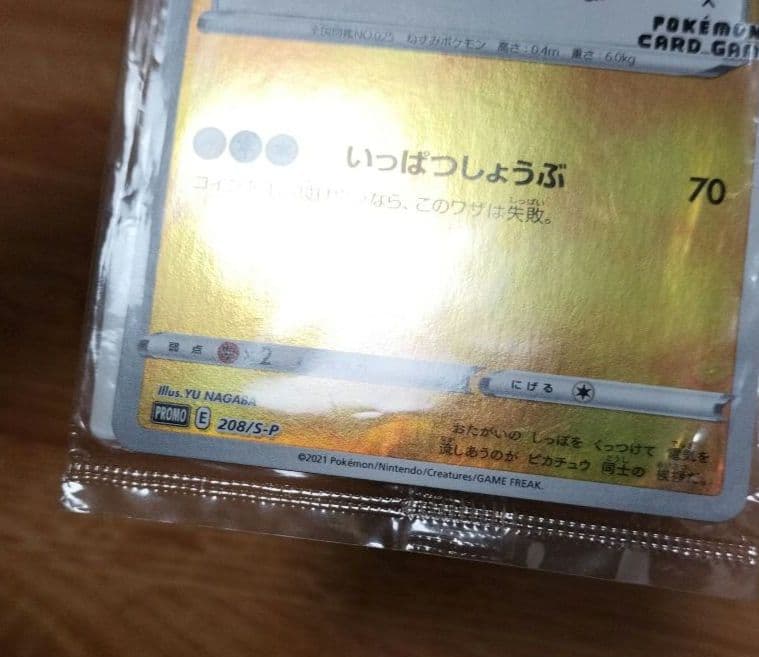 POKÉMON
CARD GAM
全国図鑑NO.025 ねずみポケモン 高さ:0.4m 重さ:6.0kg
いっぱつしょうぶ 70
なら、このワザは失敗。
しっぱい
弱点 ×2 にげる
Illus. YU NAGABA
PROMO E 208/S-P
おたがいの しっぽを くっつけて 電気を
流しあうのが ピカチュウ 同士の 挨拶だ。
©2021 Pokémon/Nintendo/Creatures/GAME FREAK.